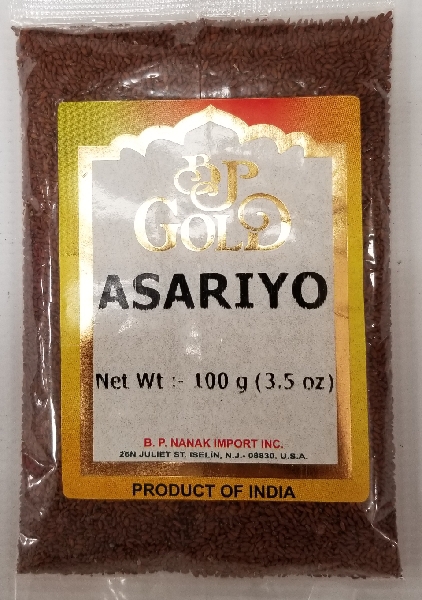 BP
GOLD
ASARIYO
Net Wt :- 100 g (3.5 oz)
B. P. NANAK IMPORT INC.
26N JULIET ST. ISELIN, N.J.- 08830, U.S.A.
PRODUCT OF INDIA